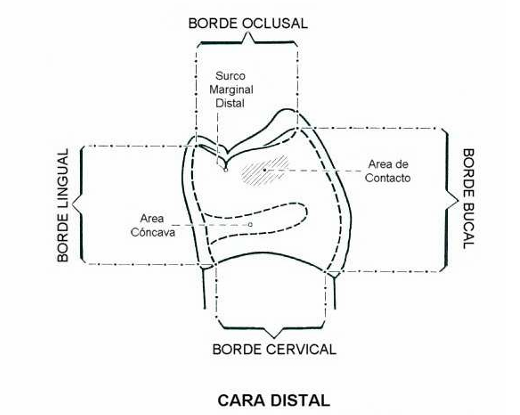 BORDE OCLUSAL
Surco
Marginal
Distal
BORDE LINGUAL
Area de
Contacto
BORDE BUCAL
Area
Cóncava
BORDE CERVICAL
CARA DISTAL